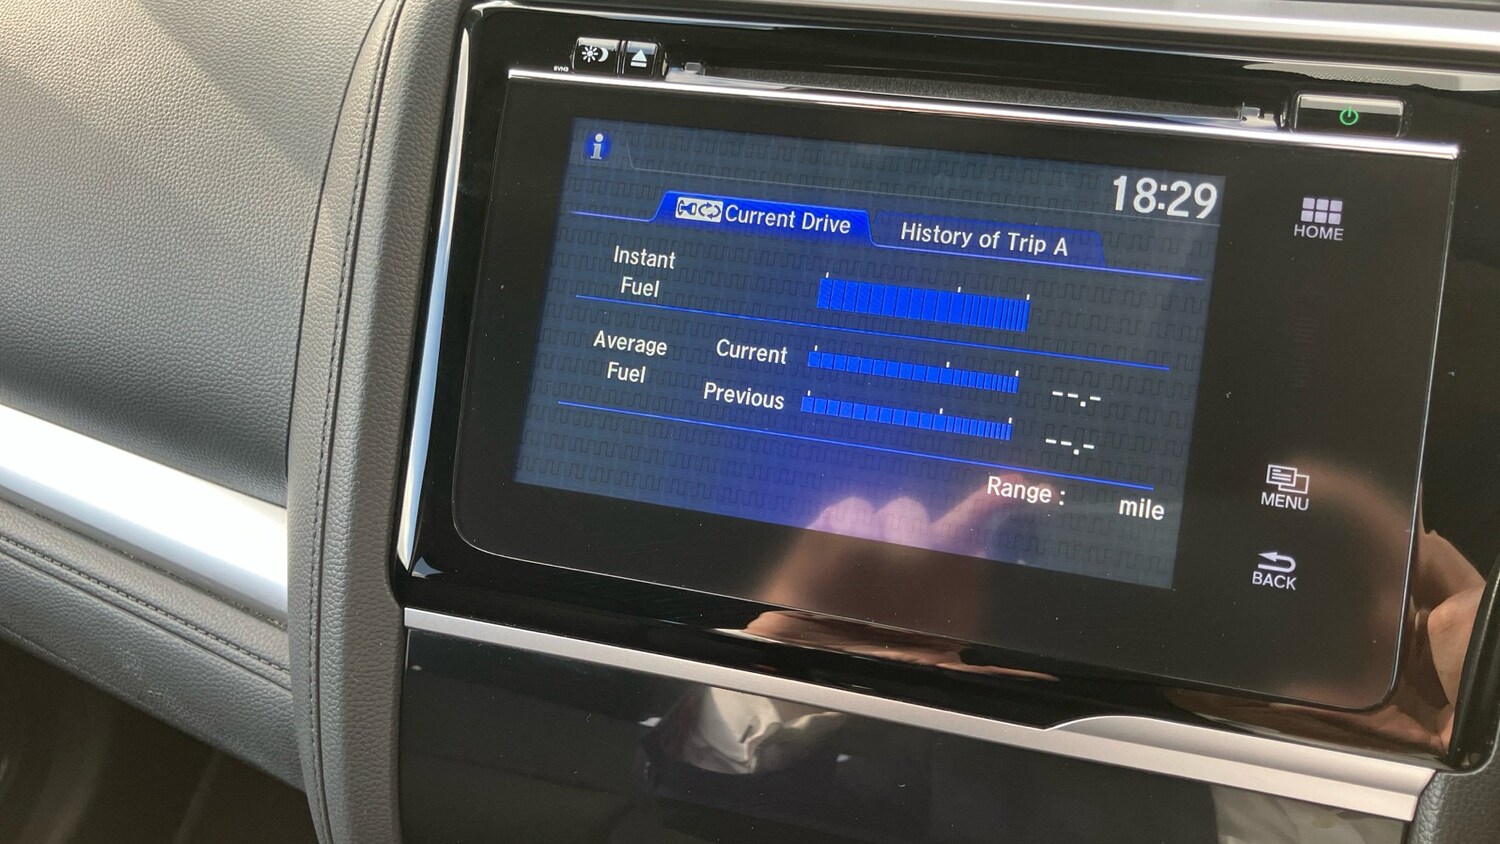 18:29
Current Drive
History of Trip A
Instant
Fuel
Average
Fuel
Current
--.-
Previous
--.-
Range :
mile
HOME
MENU
BACK